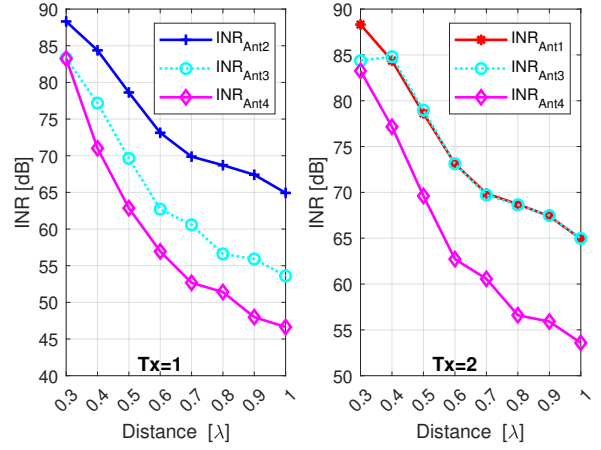 90
85
80
75
70
65
60
55
50
45
40
INR [dB]
INR_Ant2
INR_Ant3
INR_Ant4
Tx=1
0.3 0.4 0.5 0.6 0.7 0.8 0.9 1
Distance [λ]
90
85
80
75
70
65
60
55
50
INR [dB]
INR_Ant1
INR_Ant3
INR_Ant4
Tx=2
0.3 0.4 0.5 0.6 0.7 0.8 0.9 1
Distance [λ]